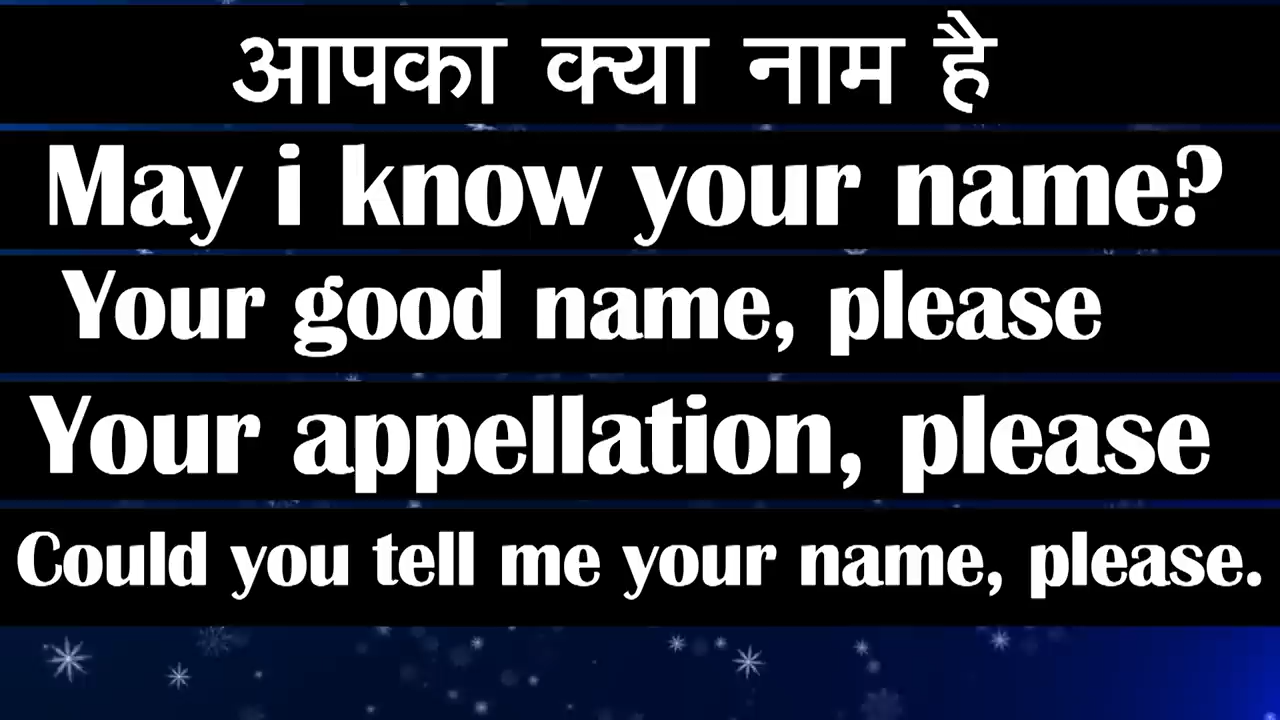 आपका क्या नाम है
May i know your name?
Your good name, please
Your appellation, please
Could you tell me your name, please.